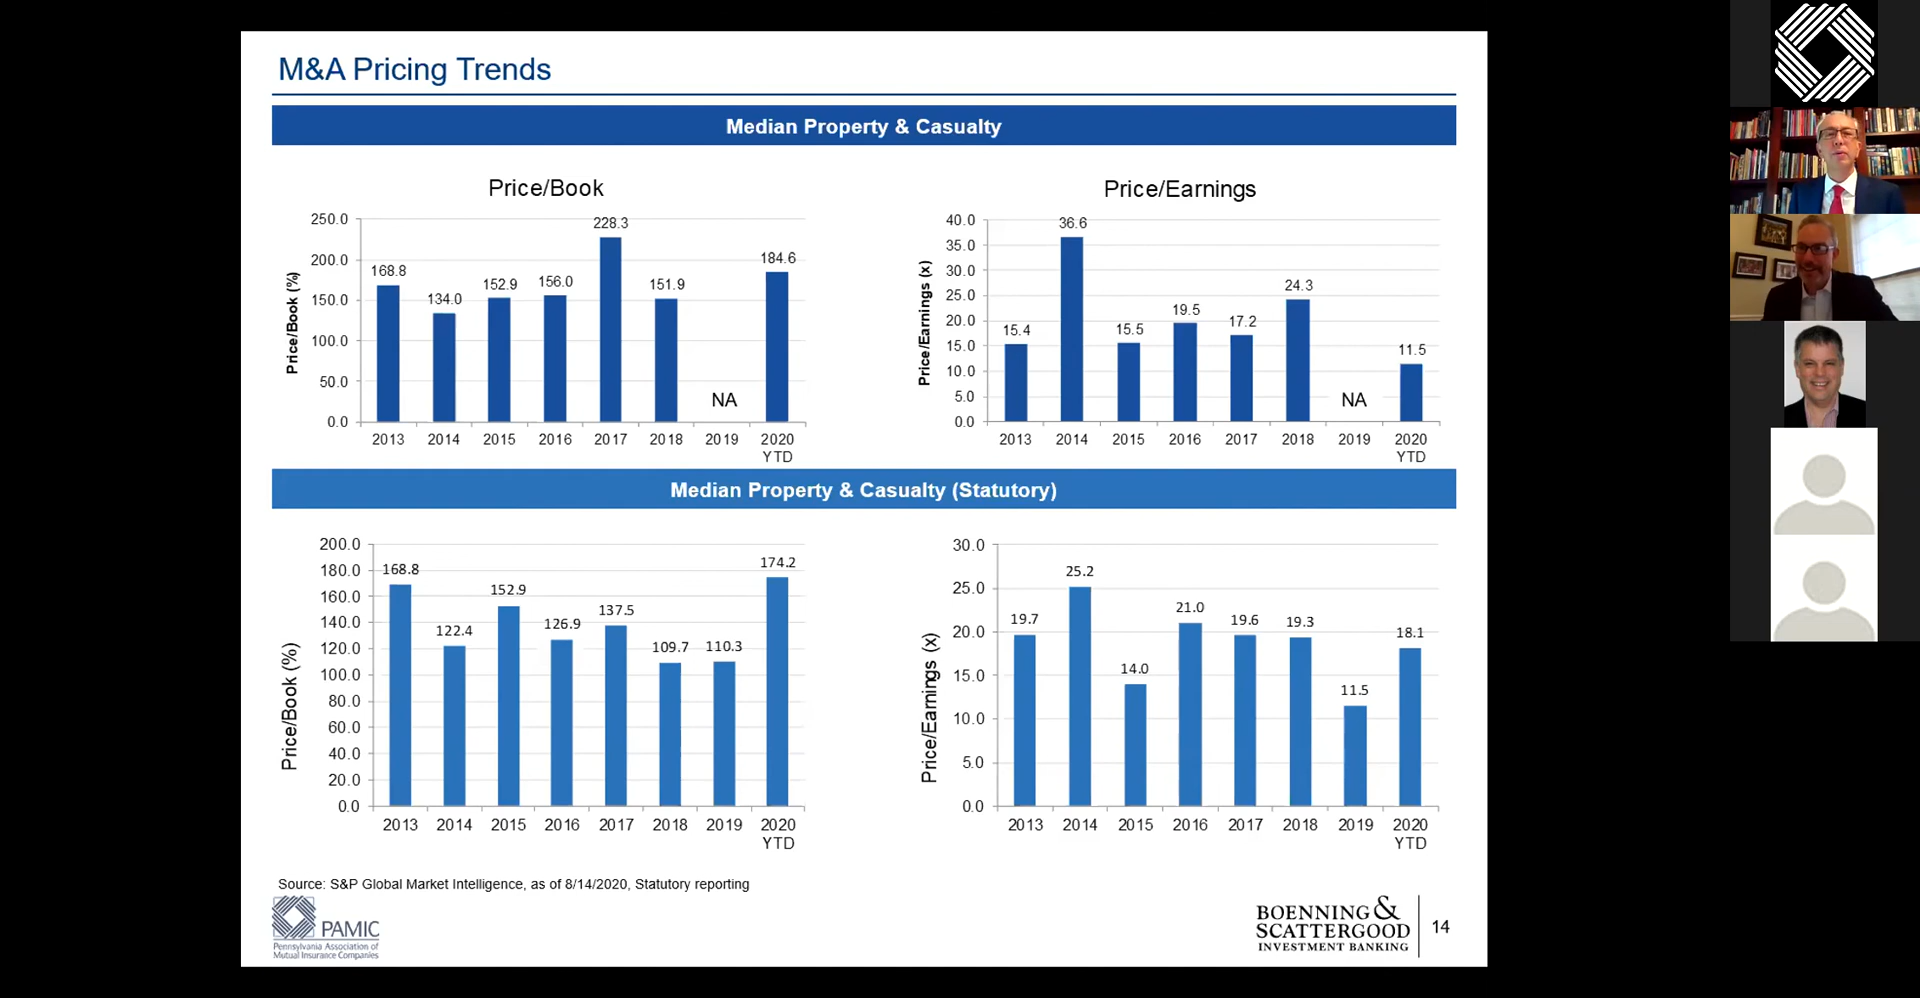 M&A Pricing Trends
Median Property & Casualty
Price/Book
250.0
200.0
150.0
100.0
50.0
0.0
Price/Book (%)
168.8
134.0
152.9
156.0
228.3
151.9
NA
184.6
2013 2014 2015 2016 2017 2018 2019 2020
YTD
Price/Earnings
40.0
35.0
30.0
25.0
20.0
15.0
10.0
5.0
0.0
Price/Earnings (x)
15.4
36.6
15.5
19.5
17.2
24.3
NA
11.5
2013 2014 2015 2016 2017 2018 2019 2020
YTD
Median Property & Casualty (Statutory)
200.0
180.0
160.0
140.0
120.0
100.0
80.0
60.0
40.0
20.0
0.0
Price/Book (%)
168.8
122.4
152.9
126.9
137.5
109.7
110.3
174.2
2013 2014 2015 2016 2017 2018 2019 2020
YTD
30.0
25.0
20.0
15.0
10.0
5.0
0.0
Price/Earnings (x)
19.7
25.2
14.0
21.0
19.6
19.3
11.5
18.1
2013 2014 2015 2016 2017 2018 2019 2020
YTD
Source: S&P Global Market Intelligence, as of 8/14/2020, Statutory reporting
PAMIC
Pennsylvania Association of
Mutual Insurance Companies
BOENNING &
SCATTERGOOD
INVESTMENT BANKING
14